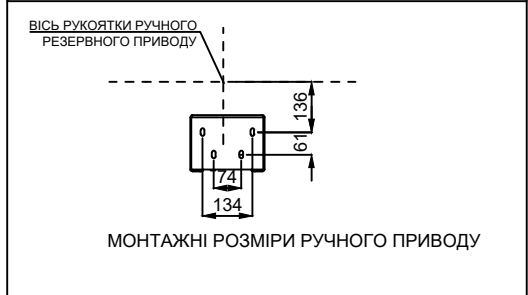 ВІСЬ РУКОЯТКИ РУЧНОГО
РЕЗЕРВНОГО ПРИВОДУ
136
61
74
134
МОНТАЖНІ РОЗМІРИ РУЧНОГО ПРИВОДУ